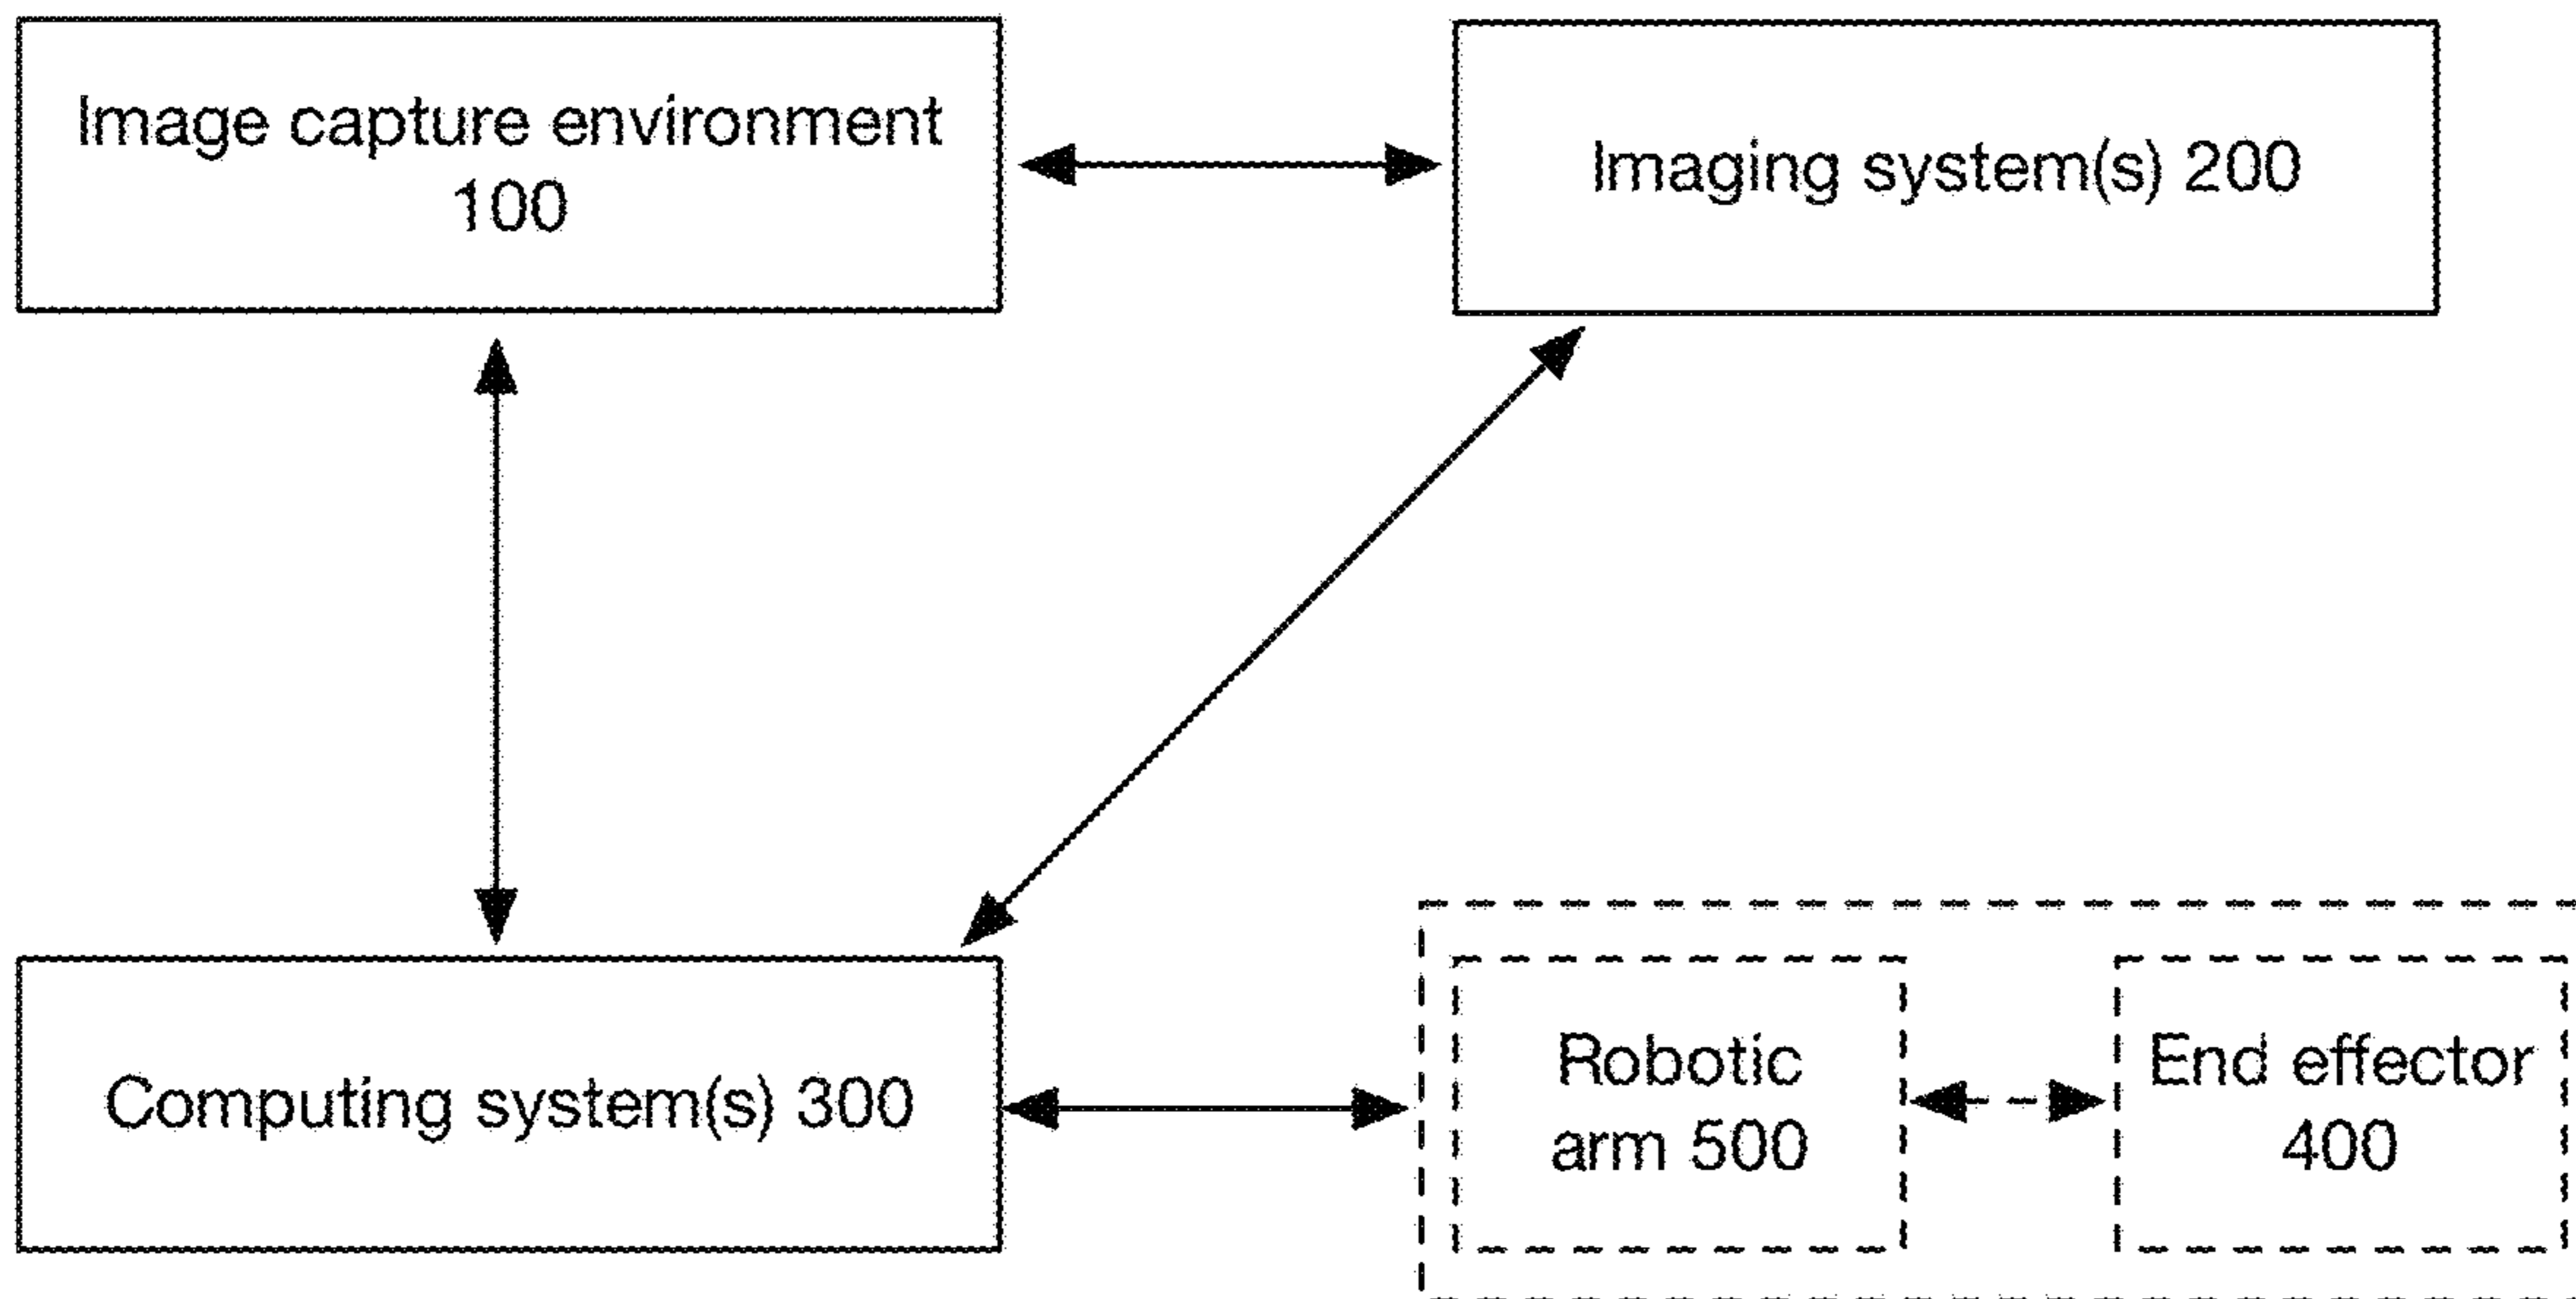 Image capture environment
100
Imaging system(s) 200
Computing system(s) 300
Robotic
arm 500
End effector
400